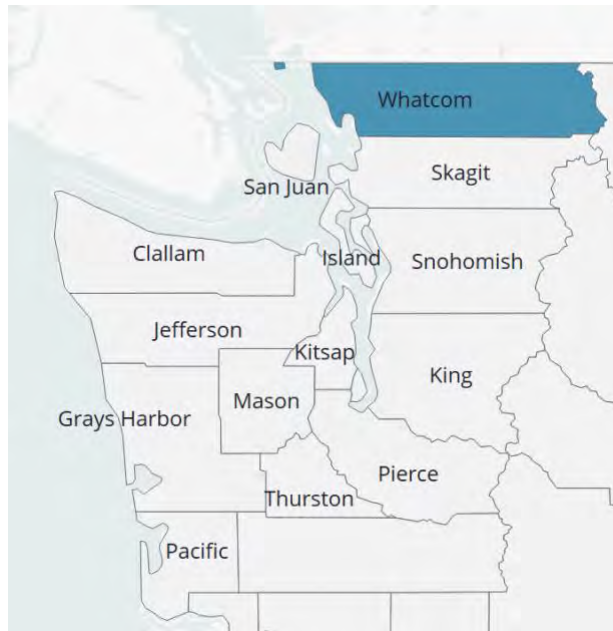 Whatcom
Skagit
San Juan
Clallam
Island
Snohomish
Jefferson
Kitsap
King
Mason
Grays Harbor
Pierce
Thurston
Pacific